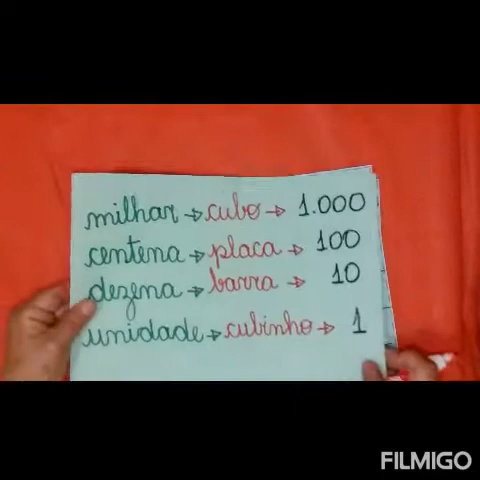 milhar → cubo → 1.000
centena → placa → 100
dezena → barra → 10
unidade → cubinho → 1
FILMIGO